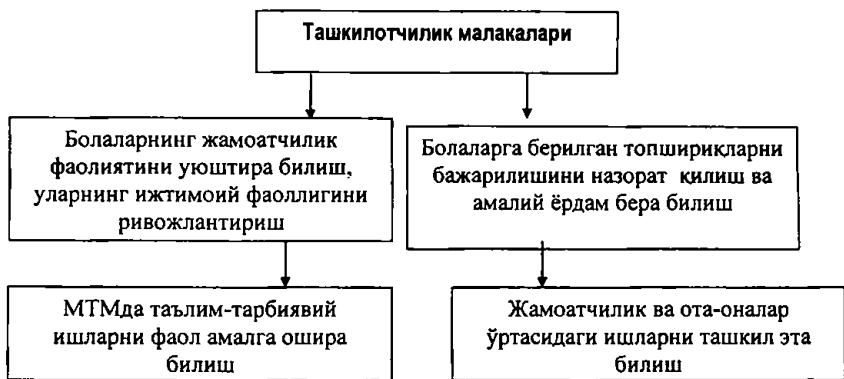 Ташкилотчилик малакалари
Болаларнинг жамоатчилик
фаолиятини уюштира билиш,
уларнинг ижтимоий фаоллигини
ривожлантириш
Болаларга берилган топшириқларни
бажарилишини назорат қилиш ва
амалий ёрдам бера билиш
МТМда таълим-тарбиявий
ишларни фаол амалга ошира
билиш
Жамоатчилик ва ота-оналар
ўртасидаги ишларни ташкил эта
билиш